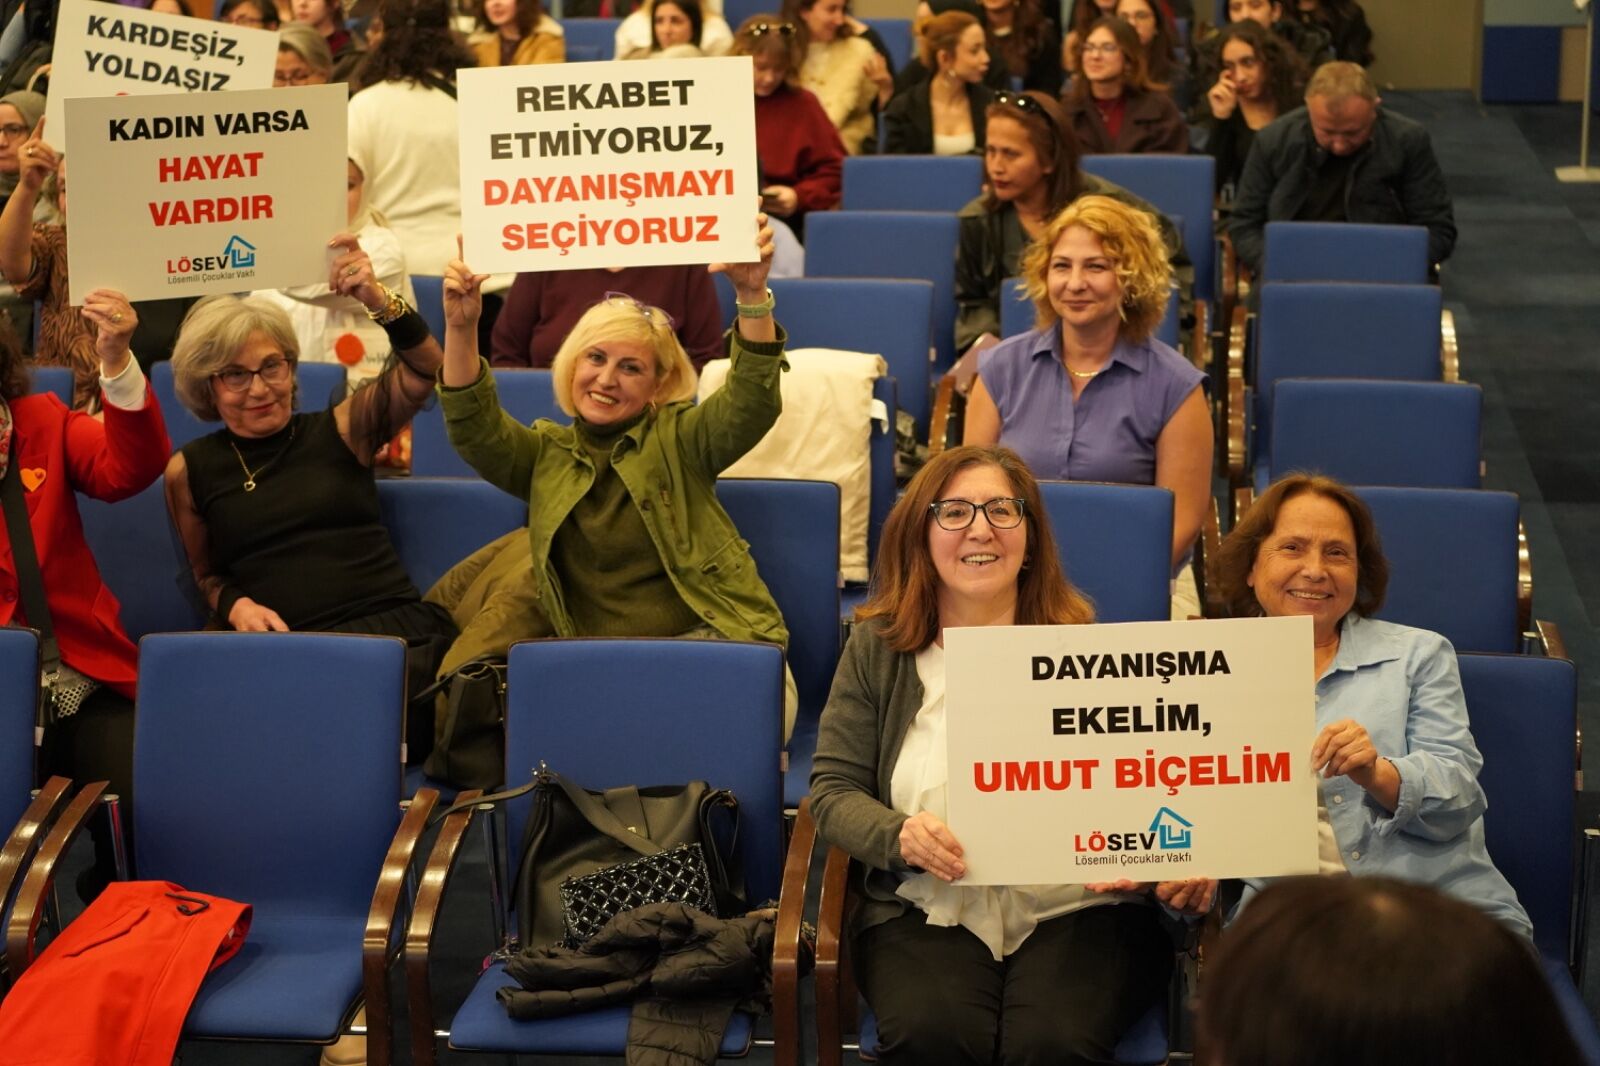 KARDEŞİZ,
YOLDAŞIZ
KADIN VARSA
HAYAT
VARDIR
LÖSEV
Lösemili Çocuklar Vakfı
REKABET
ETMİYORUZ,
DAYANIŞMAYI
SEÇİYORUZ
DAYANIŞMA
EKELİM,
UMUT BİÇELİM
LÖSEV
Lösemili Çocuklar Vakfı